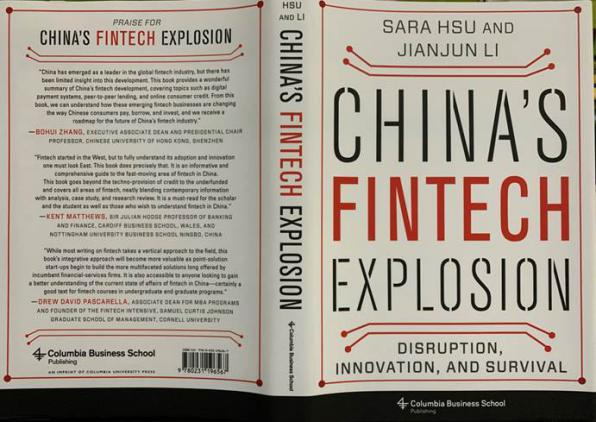 PRAISE FOR
CHINA'S FINTECH EXPLOSION
"China has emerged as a leader in the global fintech industry, but there has
been limited insight into this development. This book provides a wonderful
summary of China's fintech development, covering topics such as digital
payment systems, peer-to-peer lending, and online consumer credit. From this
book, we can understand how these emerging fintech businesses are changing
the way Chinese consumers pay, borrow, and invest, and we receive a
roadmap for the future of China's fintech industry."
—BOHUI ZHANG, EXECUTIVE ASSOCIATE DEAN AND PRESIDENTIAL CHAIR
PROFESSOR, CHINESE UNIVERSITY OF HONG KONG, SHENZHEN
"Fintech started in the West, but to fully understand its adoption and innovation
one must look East. This book does precisely that. It is an informative and
comprehensive guide to the fast-moving areas of fintech in China.
This book goes beyond the techno-provision of credit to the underfunded
and covers all areas of fintech, neatly blending contemporary information
with analysis, case study, and research review. It is a must-read for the scholar
and the student as well as those who wish to understand fintech in China."
—KENT MATTHEWS, SIR JULIAN HODGE PROFESSOR OF BANKING
AND FINANCE, CARDIFF BUSINESS SCHOOL, WALES, AND
NOTTINGHAM UNIVERSITY BUSINESS SCHOOL NINGBO, CHINA
"While most writing on fintech takes a vertical approach to the field, this
book's integrative approach will become more valuable as point-solution
start-ups begin to build the more multifaceted solutions long offered by
incumbent financial-services firms. It is also accessible to anyone looking to gain
a better understanding of the current state of affairs of fintech in China—certainly a
good text for fintech courses in undergraduate and graduate programs."
—DREW DAVID PASCARELLA, ASSOCIATE DEAN FOR MBA PROGRAMS
AND FOUNDER OF THE FINTECH INTENSIVE, SAMUEL CURTIS JOHNSON
GRADUATE SCHOOL OF MANAGEMENT, CORNELL UNIVERSITY
Columbia Business School
Publishing
AN IMPRINT OF COLUMBIA UNIVERSITY PRESS
HSU
AND LI
CHINA'S FINTECH EXPLOSION
Columbia
Business School
SARA HSU AND
JIANJUN LI
CHINA'S
FINTECH
EXPLOSION
DISRUPTION,
INNOVATION, AND SURVIVAL
Columbia Business School
Publishing